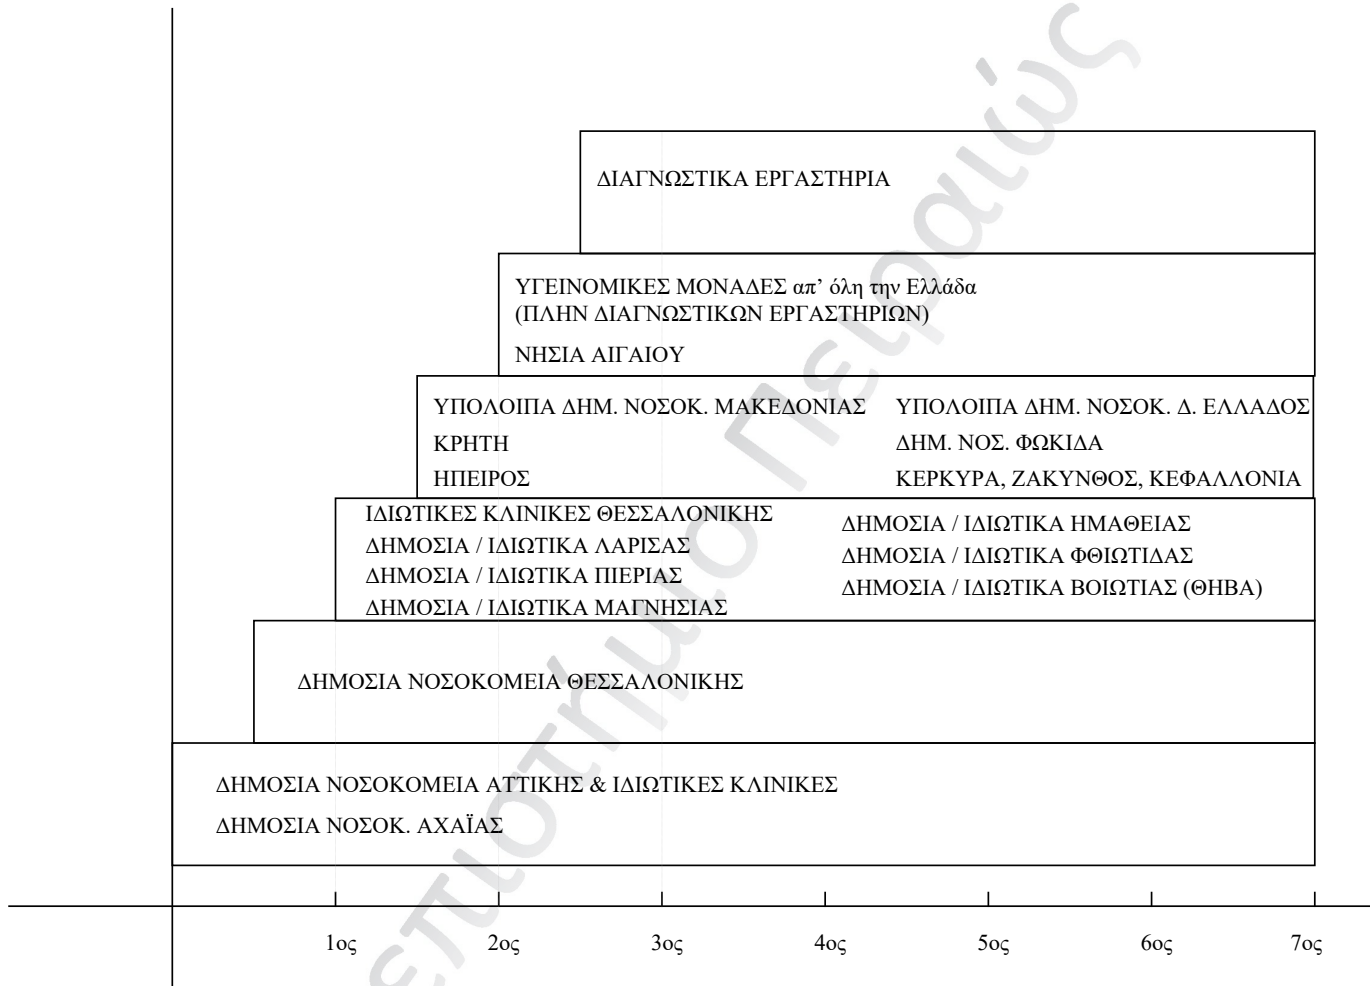 ΔΙΑΓΝΩΣΤΙΚΑ ΕΡΓΑΣΤΗΡΙΑ
ΥΓΕΙΝΟΜΙΚΕΣ ΜΟΝΑΔΕΣ απ’ όλη την Ελλάδα
(ΠΛΗΝ ΔΙΑΓΝΩΣΤΙΚΩΝ ΕΡΓΑΣΤΗΡΙΩΝ)
ΝΗΣΙΑ ΑΙΓΑΙΟΥ
ΥΠΟΛΟΙΠΑ ΔΗΜ. ΝΟΣΟΚ. ΜΑΚΕΔΟΝΙΑΣ
ΚΡΗΤΗ
ΗΠΕΙΡΟΣ
ΥΠΟΛΟΙΠΑ ΔΗΜ. ΝΟΣΟΚ. Δ. ΕΛΛΑΔΟΣ
ΔΗΜ. ΝΟΣ. ΦΩΚΙΔΑ
ΚΕΡΚΥΡΑ, ΖΑΚΥΝΘΟΣ, ΚΕΦΑΛΛΟΝΙΑ
ΙΔΙΩΤΙΚΕΣ ΚΛΙΝΙΚΕΣ ΘΕΣΣΑΛΟΝΙΚΗΣ
ΔΗΜΟΣΙΑ / ΙΔΙΩΤΙΚΑ ΛΑΡΙΣΑΣ
ΔΗΜΟΣΙΑ / ΙΔΙΩΤΙΚΑ ΠΙΕΡΙΑΣ
ΔΗΜΟΣΙΑ / ΙΔΙΩΤΙΚΑ ΜΑΓΝΗΣΙΑΣ
ΔΗΜΟΣΙΑ / ΙΔΙΩΤΙΚΑ ΗΜΑΘΕΙΑΣ
ΔΗΜΟΣΙΑ / ΙΔΙΩΤΙΚΑ ΦΘΙΩΤΙΔΑΣ
ΔΗΜΟΣΙΑ / ΙΔΙΩΤΙΚΑ ΒΟΙΩΤΙΑΣ (ΘΗΒΑ)
ΔΗΜΟΣΙΑ ΝΟΣΟΚΟΜΕΙΑ ΘΕΣΣΑΛΟΝΙΚΗΣ
ΔΗΜΟΣΙΑ ΝΟΣΟΚΟΜΕΙΑ ΑΤΤΙΚΗΣ & ΙΔΙΩΤΙΚΕΣ ΚΛΙΝΙΚΕΣ
ΔΗΜΟΣΙΑ ΝΟΣΟΚ. ΑΧΑΪΑΣ
1ος 2ος 3ος 4ος 5ος 6ος 7ος
επιστήμιο Πειραιώς